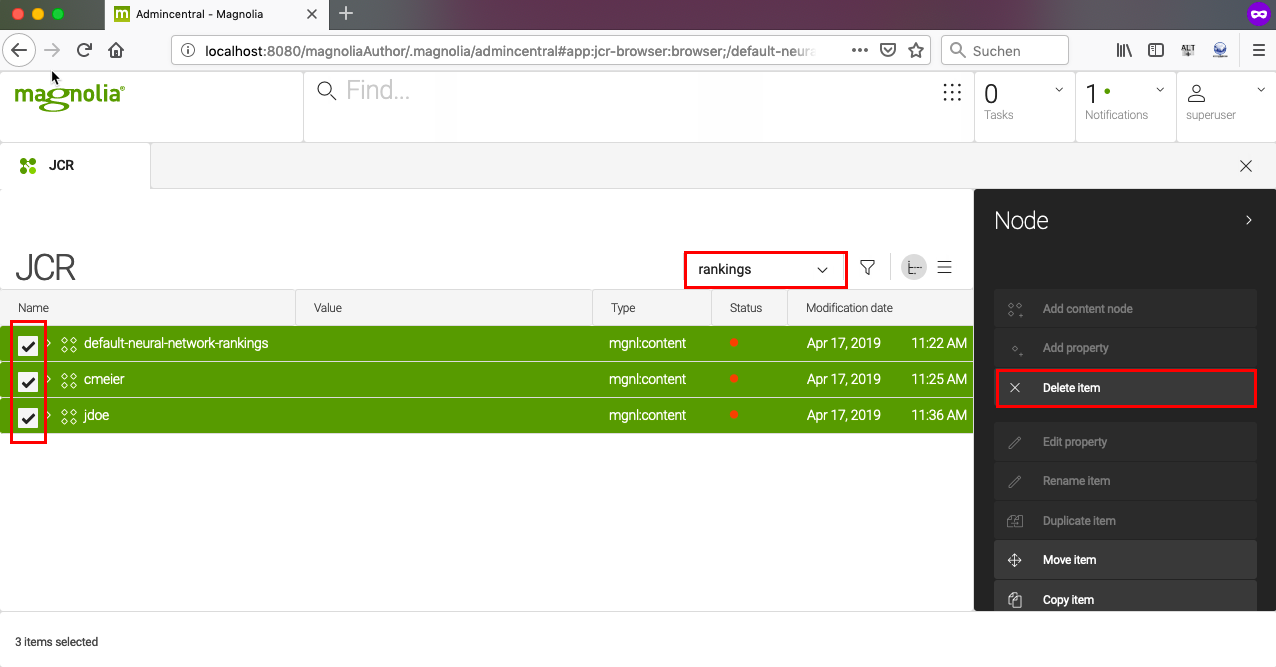 m Admincentral - Magnolia
localhost:8080/magnoliaAuthor/.magnolia/admincentral#app:jcr-browser:browser;/default-neura
Suchen
ALT
magnolia®
Find...
0
Tasks
1
Notifications
superuser
JCR
Node
JCR
rankings
Name Value Type Status Modification date
default-neural-network-rankings mgnl:content Apr 17, 2019 11:22 AM
cmeier mgnl:content Apr 17, 2019 11:25 AM
jdoe mgnl:content Apr 17, 2019 11:36 AM
Add content node
Add property
Delete item
Edit property
Rename item
Duplicate item
Move item
Copy item
3 items selected